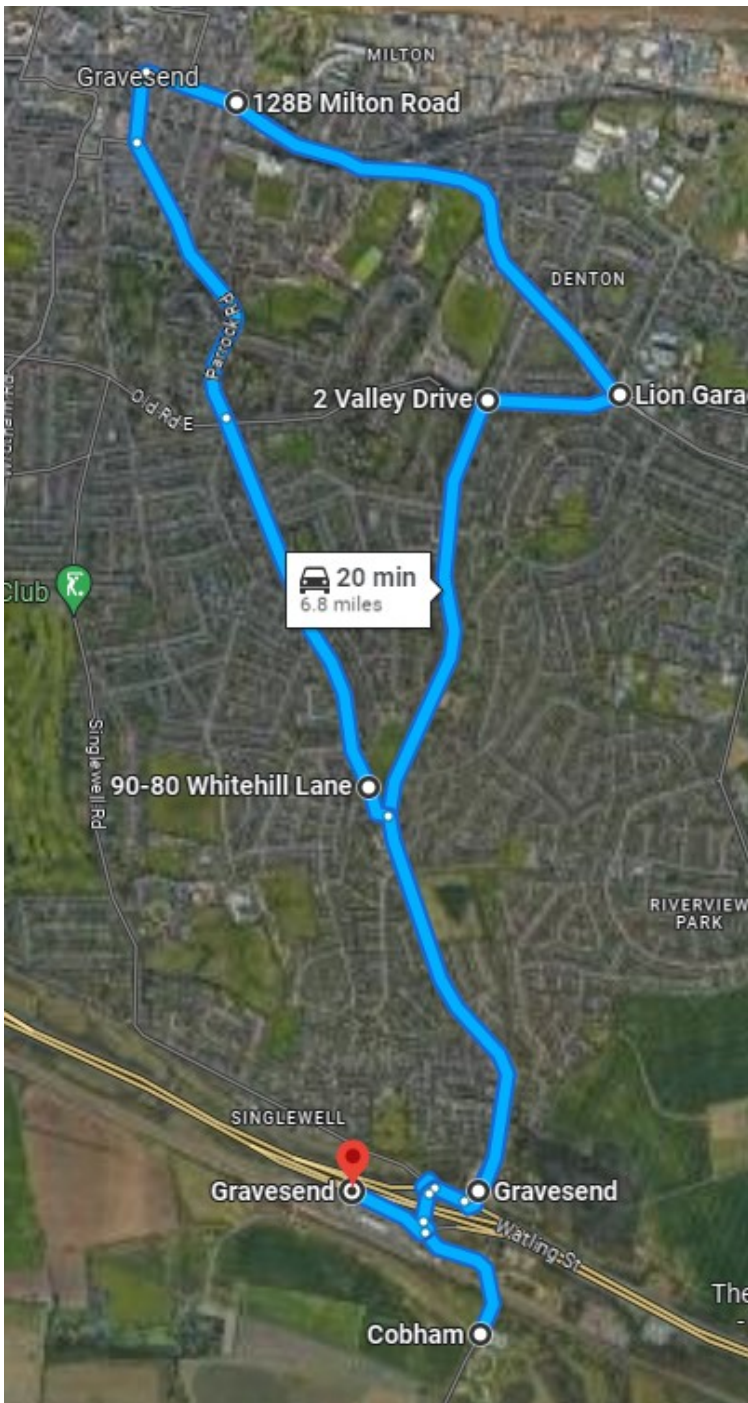 MILTON
Gravesend
128B Milton Road
DENTON
Parrock Rd
2 Valley Drive
Lion Gara
Old Rd E
20 min
6.8 miles
Club
Singlewell Rd
90-80 Whitehill Lane
RIVERVIEW
PARK
SINGLEWELL
Gravesend
Gravesend
Watling St
The
Cobham